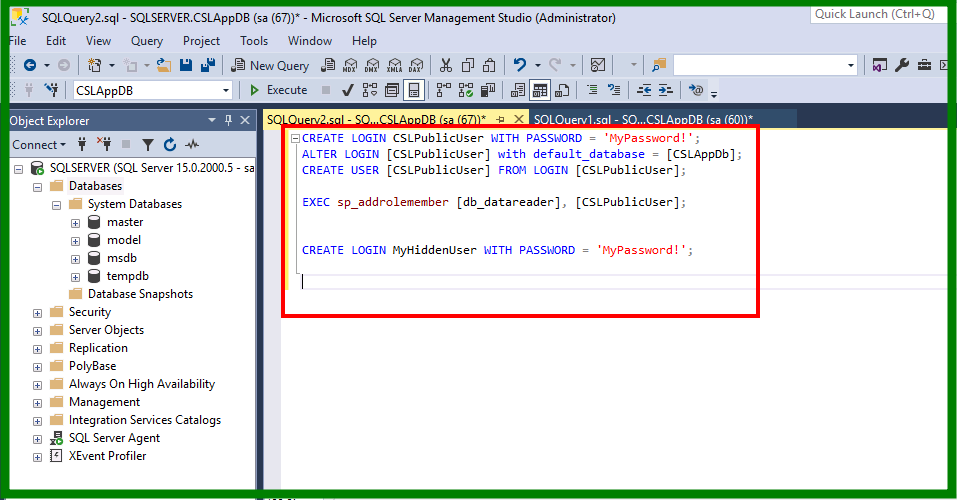 SQLQuery2.sql - SQLSERVER.CSLAppDB (sa (67))* - Microsoft SQL Server Management Studio (Administrator)
Quick Launch (Ctrl+Q)
File Edit View Query Project Tools Window Help
New Query MDX DMX XMLA DAX
CSLAppDB Execute
Object Explorer
SQLQuery2.sql - SO...CSLAppDB (sa (67))* SQLQuery1.sql - SO...CSLAppDB (sa (60))*
Connect
SQLSERVER (SQL Server 15.0.2000.5 - sa
Databases
System Databases
master
model
msdb
tempdb
Database Snapshots
Security
Server Objects
Replication
PolyBase
Always On High Availability
Management
Integration Services Catalogs
SQL Server Agent
XEvent Profiler
CREATE LOGIN CSLPublicUser WITH PASSWORD = 'MyPassword!';
ALTER LOGIN [CSLPublicUser] with default_database = [CSLAppDb];
CREATE USER [CSLPublicUser] FROM LOGIN [CSLPublicUser];
EXEC sp_addrolemember [db_datareader], [CSLPublicUser];
CREATE LOGIN MyHiddenUser WITH PASSWORD = 'MyPassword!';